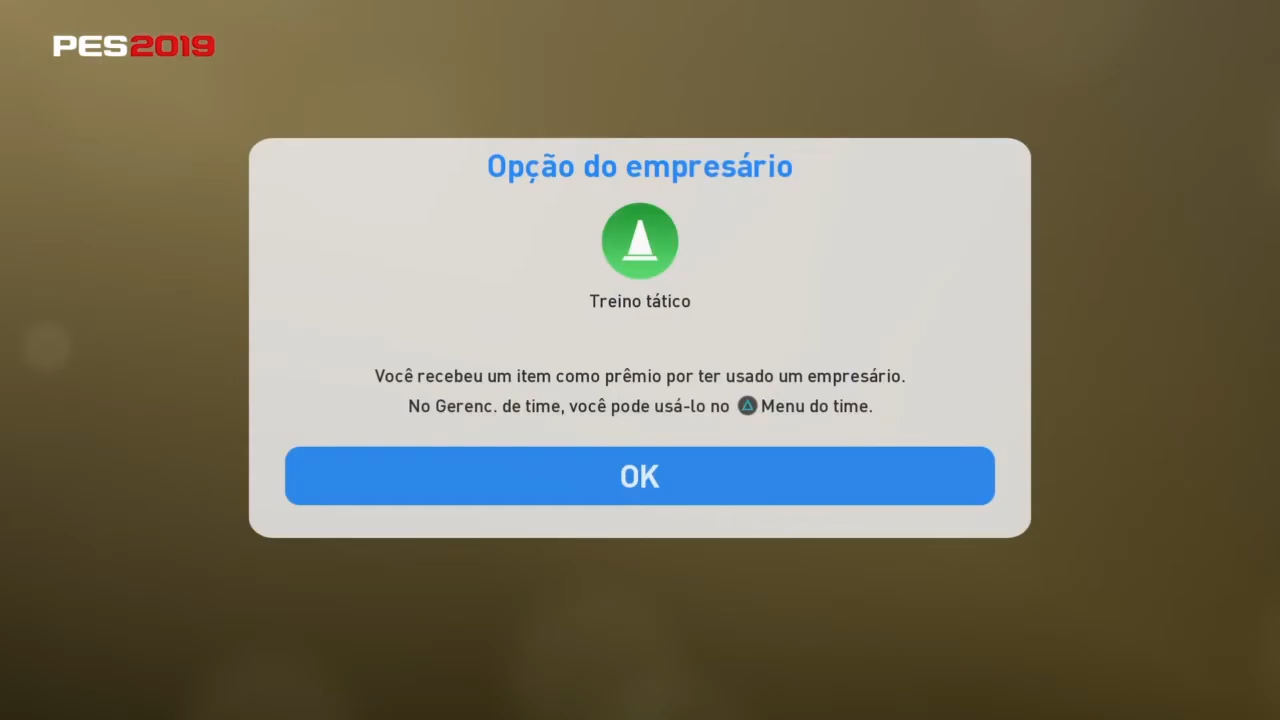 PES2019
Opção do empresário
Treino tático
Você recebeu um item como prêmio por ter usado um empresário.
No Gerenc. de time, você pode usá-lo no Menu do time.
OK